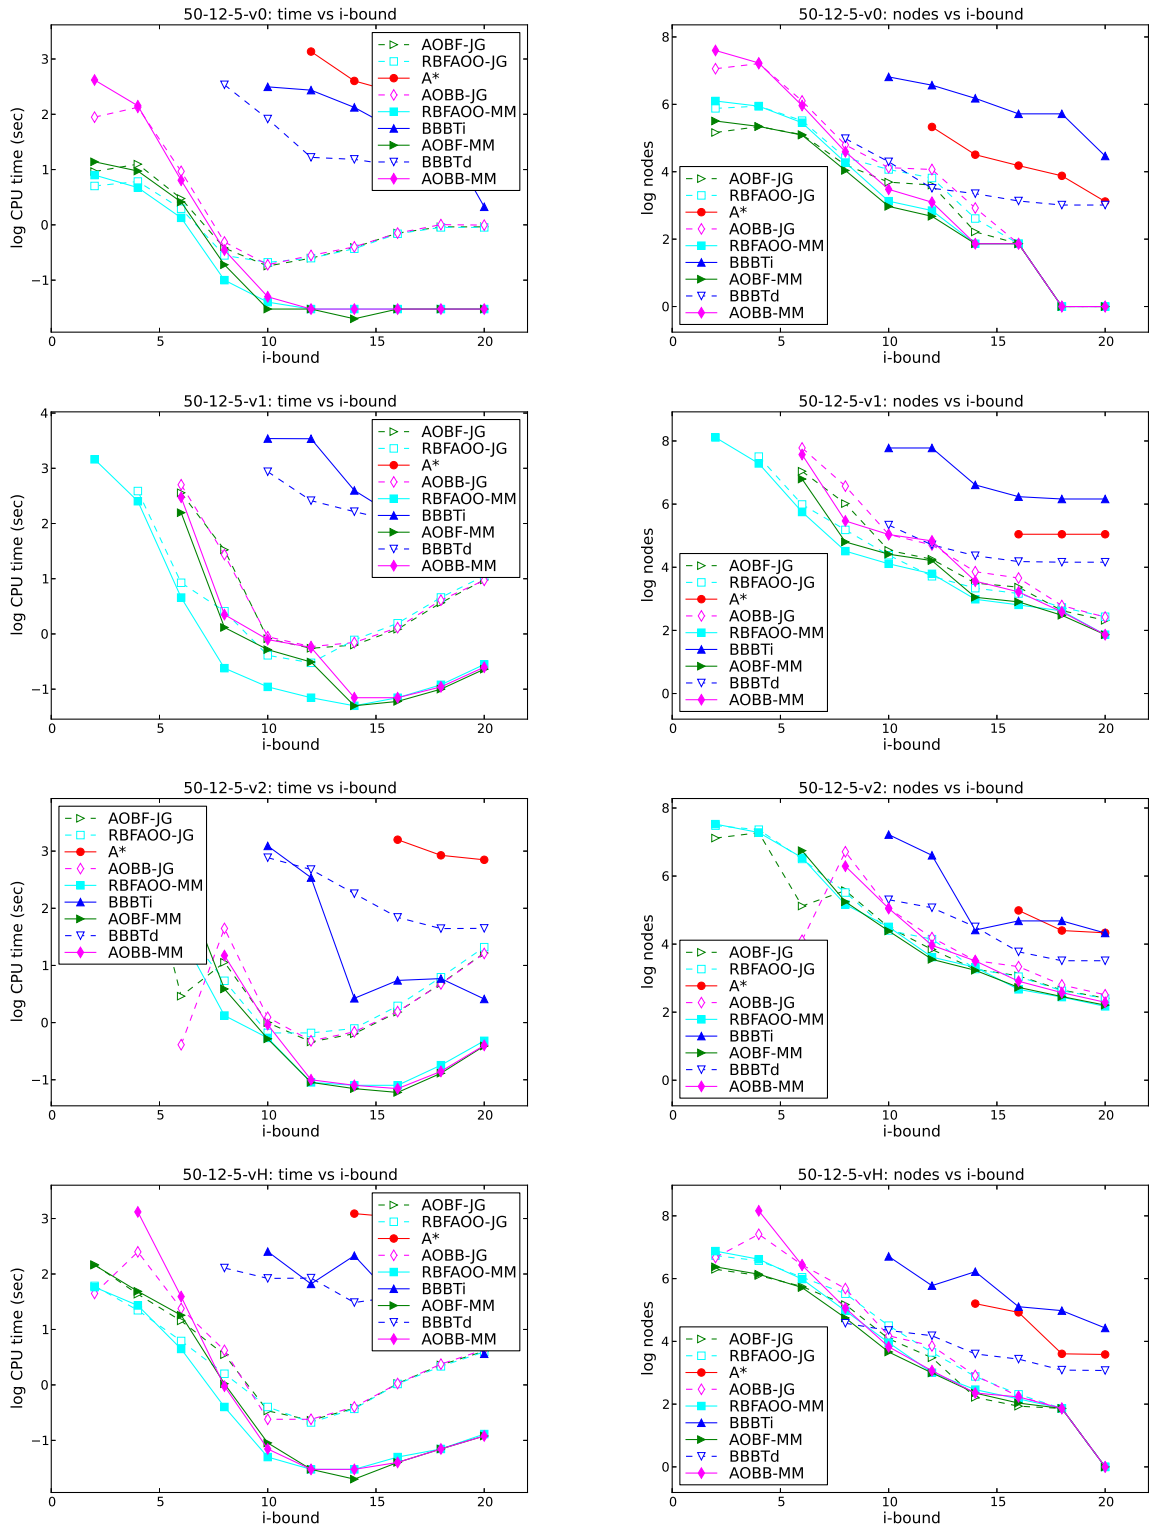 50-12-5-v0: time vs i-bound
log CPU time (sec)
3
2
1
0
−1
AOBF-JG
RBFAOO-JG
A*
AOBB-JG
RBFAOO-MM
BBBTi
AOBF-MM
BBBTd
AOBB-MM
0 5 10 15 20
i-bound
50-12-5-v0: nodes vs i-bound
log nodes
8
6
4
2
0
AOBF-JG
RBFAOO-JG
A*
AOBB-JG
RBFAOO-MM
BBBTi
AOBF-MM
BBBTd
AOBB-MM
0 5 10 15 20
i-bound
50-12-5-v1: time vs i-bound
log CPU time (sec)
4
3
2
1
0
−1
AOBF-JG
RBFAOO-JG
A*
AOBB-JG
RBFAOO-MM
BBBTi
AOBF-MM
BBBTd
AOBB-MM
0 5 10 15 20
i-bound
50-12-5-v1: nodes vs i-bound
log nodes
8
6
4
2
0
AOBF-JG
RBFAOO-JG
A*
AOBB-JG
RBFAOO-MM
BBBTi
AOBF-MM
BBBTd
AOBB-MM
0 5 10 15 20
i-bound
50-12-5-v2: time vs i-bound
log CPU time (sec)
3
2
1
0
−1
AOBF-JG
RBFAOO-JG
A*
AOBB-JG
RBFAOO-MM
BBBTi
AOBF-MM
BBBTd
AOBB-MM
0 5 10 15 20
i-bound
50-12-5-v2: nodes vs i-bound
log nodes
8
6
4
2
0
AOBF-JG
RBFAOO-JG
A*
AOBB-JG
RBFAOO-MM
BBBTi
AOBF-MM
BBBTd
AOBB-MM
0 5 10 15 20
i-bound
50-12-5-vH: time vs i-bound
log CPU time (sec)
3
2
1
0
−1
AOBF-JG
RBFAOO-JG
A*
AOBB-JG
RBFAOO-MM
BBBTi
AOBF-MM
BBBTd
AOBB-MM
0 5 10 15 20
i-bound
50-12-5-vH: nodes vs i-bound
log nodes
8
6
4
2
0
AOBF-JG
RBFAOO-JG
A*
AOBB-JG
RBFAOO-MM
BBBTi
AOBF-MM
BBBTd
AOBB-MM
0 5 10 15 20
i-bound